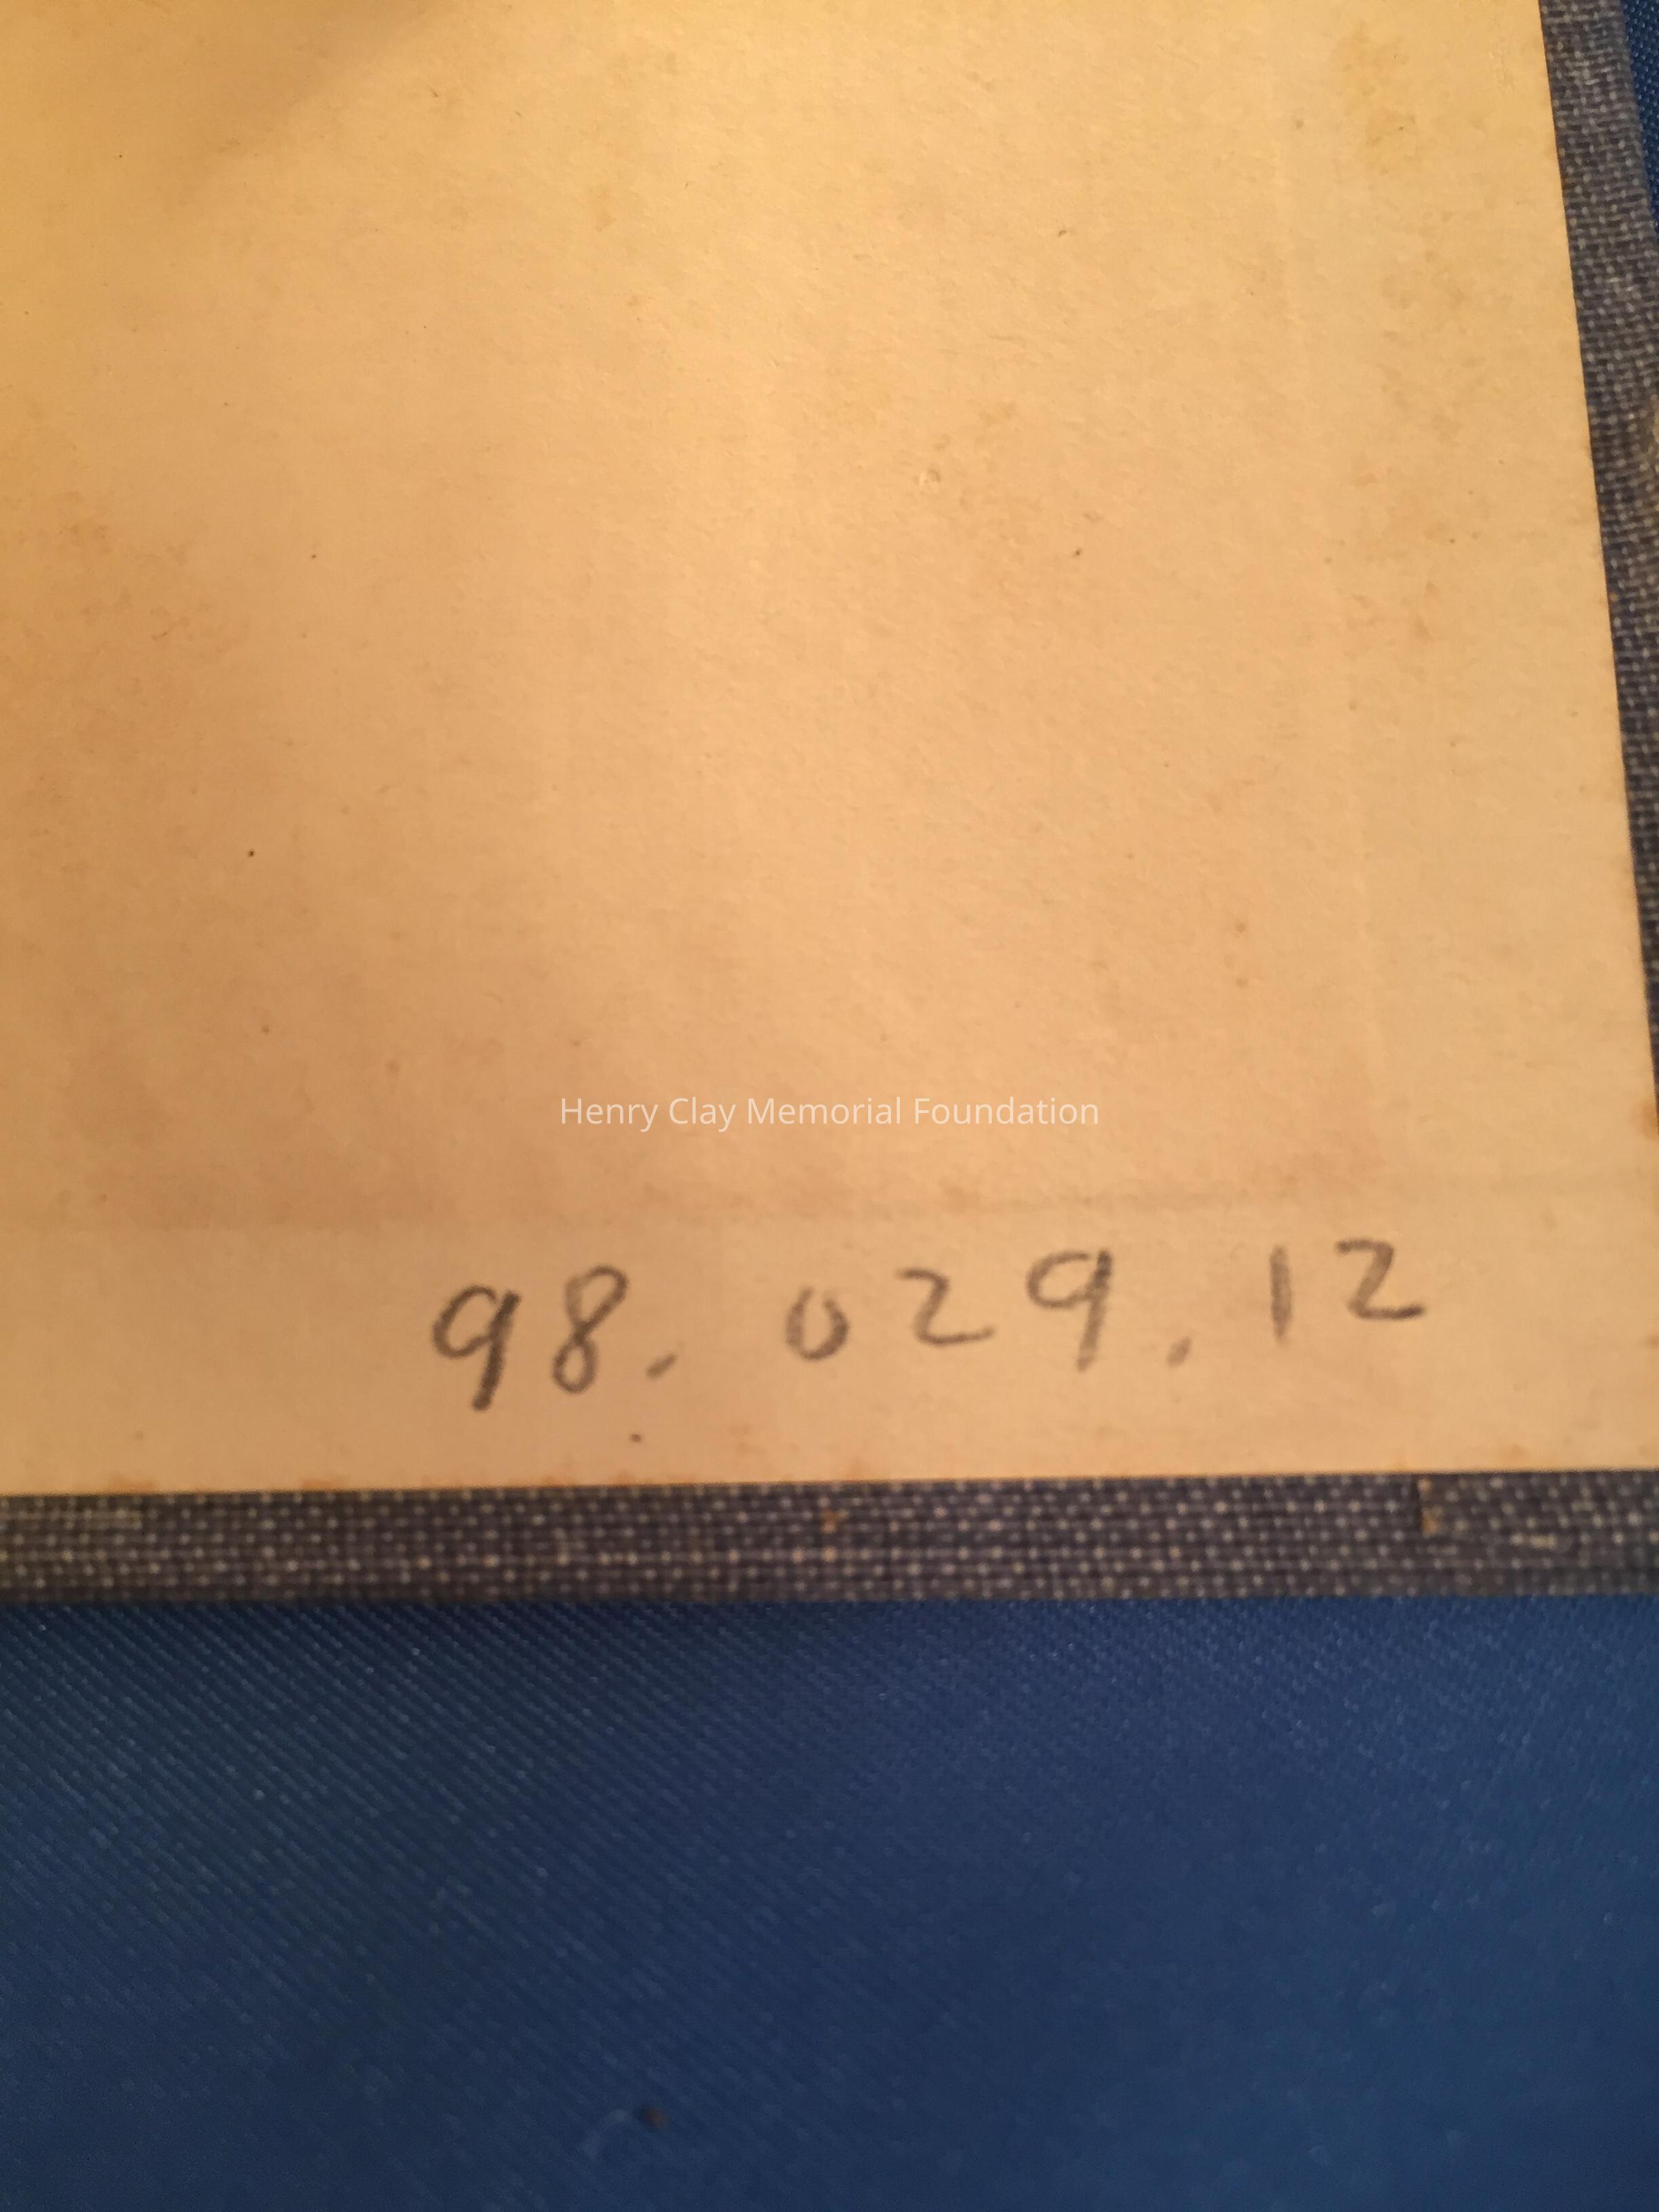 Henry Clay Memorial Foundation
98. 029. 12